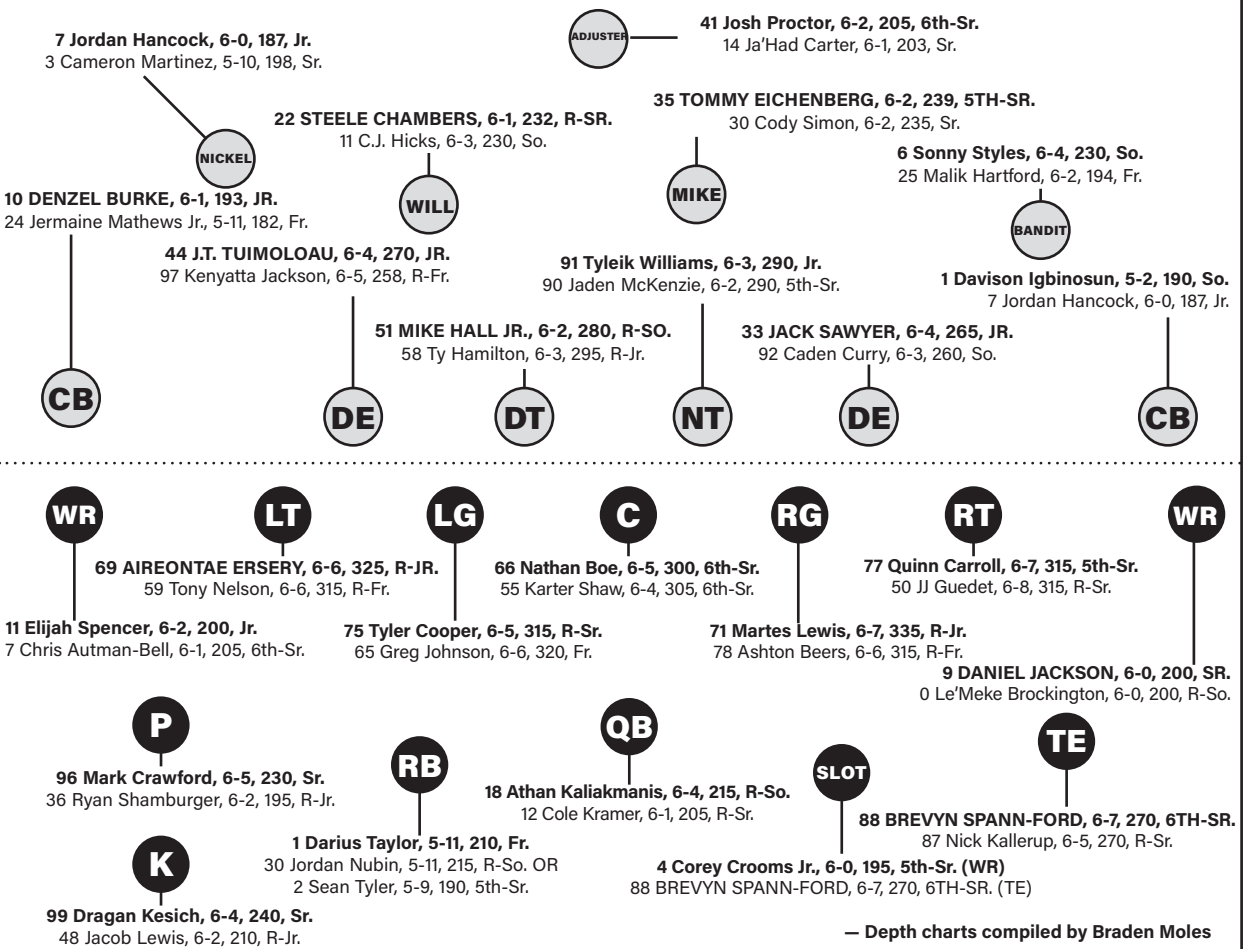 7 Jordan Hancock, 6-0, 187, Jr.
3 Cameron Martinez, 5-10, 198, Sr.
NICKEL
ADJUSTER
41 Josh Proctor, 6-2, 205, 6th-Sr.
14 Ja'Had Carter, 6-1, 203, Sr.
22 STEELE CHAMBERS, 6-1, 232, R-SR.
11 C.J. Hicks, 6-3, 230, So.
WILL
35 TOMMY EICHENBERG, 6-2, 239, 5TH-SR.
30 Cody Simon, 6-2, 235, Sr.
MIKE
6 Sonny Styles, 6-4, 230, So.
25 Malik Hartford, 6-2, 194, Fr.
BANDIT
10 DENZEL BURKE, 6-1, 193, JR.
24 Jermaine Mathews Jr., 5-11, 182, Fr.
CB
44 J.T. TUIMOLOAU, 6-4, 270, JR.
97 Kenyatta Jackson, 6-5, 258, R-Fr.
DE
51 MIKE HALL JR., 6-2, 280, R-SO.
58 Ty Hamilton, 6-3, 295, R-Jr.
DT
91 Tyleik Williams, 6-3, 290, Jr.
90 Jaden McKenzie, 6-2, 290, 5th-Sr.
NT
33 JACK SAWYER, 6-4, 265, JR.
92 Caden Curry, 6-3, 260, So.
DE
1 Davison Igbinosun, 5-2, 190, So.
7 Jordan Hancock, 6-0, 187, Jr.
CB
WR
11 Elijah Spencer, 6-2, 200, Jr.
7 Chris Autman-Bell, 6-1, 205, 6th-Sr.
LT
69 AIREONTAE ERSERY, 6-6, 325, R-JR.
59 Tony Nelson, 6-6, 315, R-Fr.
LG
75 Tyler Cooper, 6-5, 315, R-Sr.
65 Greg Johnson, 6-6, 320, Fr.
C
66 Nathan Boe, 6-5, 300, 6th-Sr.
55 Karter Shaw, 6-4, 305, 6th-Sr.
RG
71 Martes Lewis, 6-7, 335, R-Jr.
78 Ashton Beers, 6-6, 315, R-Fr.
RT
77 Quinn Carroll, 6-7, 315, 5th-Sr.
50 JJ Guedet, 6-8, 315, R-Sr.
WR
9 DANIEL JACKSON, 6-0, 200, SR.
0 Le'Meke Brockington, 6-0, 200, R-So.
P
96 Mark Crawford, 6-5, 230, Sr.
36 Ryan Shamburger, 6-2, 195, R-Jr.
K
99 Dragan Kesich, 6-4, 240, Sr.
48 Jacob Lewis, 6-2, 210, R-Jr.
RB
1 Darius Taylor, 5-11, 210, Fr.
30 Jordan Nubin, 5-11, 215, R-So. OR
2 Sean Tyler, 5-9, 190, 5th-Sr.
QB
18 Athan Kaliakmanis, 6-4, 215, R-So.
12 Cole Kramer, 6-1, 205, R-Sr.
SLOT
4 Corey Crooms Jr., 6-0, 195, 5th-Sr. (WR)
88 BREVYN SPANN-FORD, 6-7, 270, 6TH-SR. (TE)
TE
88 BREVYN SPANN-FORD, 6-7, 270, 6TH-SR.
87 Nick Kallerup, 6-5, 270, R-Sr.
— Depth charts compiled by Braden Moles